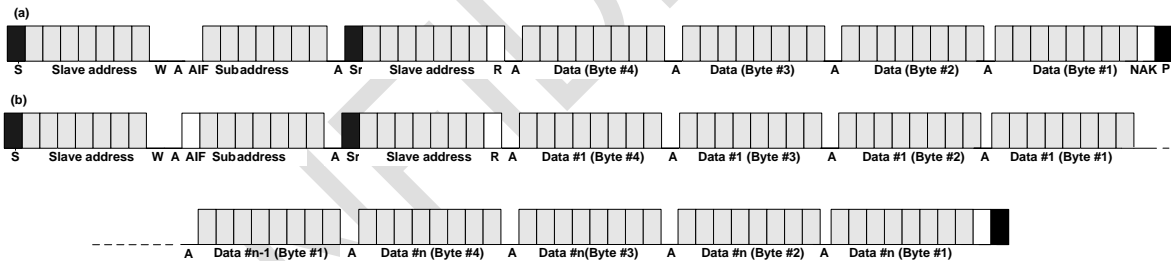 (a)
S Slave address W A AIF Subaddress A Sr Slave address R A Data (Byte #4) A Data (Byte #3) A Data (Byte #2) A Data (Byte #1) NAK P
(b)
S Slave address W A AIF Subaddress A Sr Slave address R A Data #1 (Byte #4) A Data #1 (Byte #3) A Data #1 (Byte #2) A Data #1 (Byte #1)
A Data #n-1 (Byte #1) A Data #n (Byte #4) A Data #n(Byte #3) A Data #n (Byte #2) A Data #n (Byte #1)